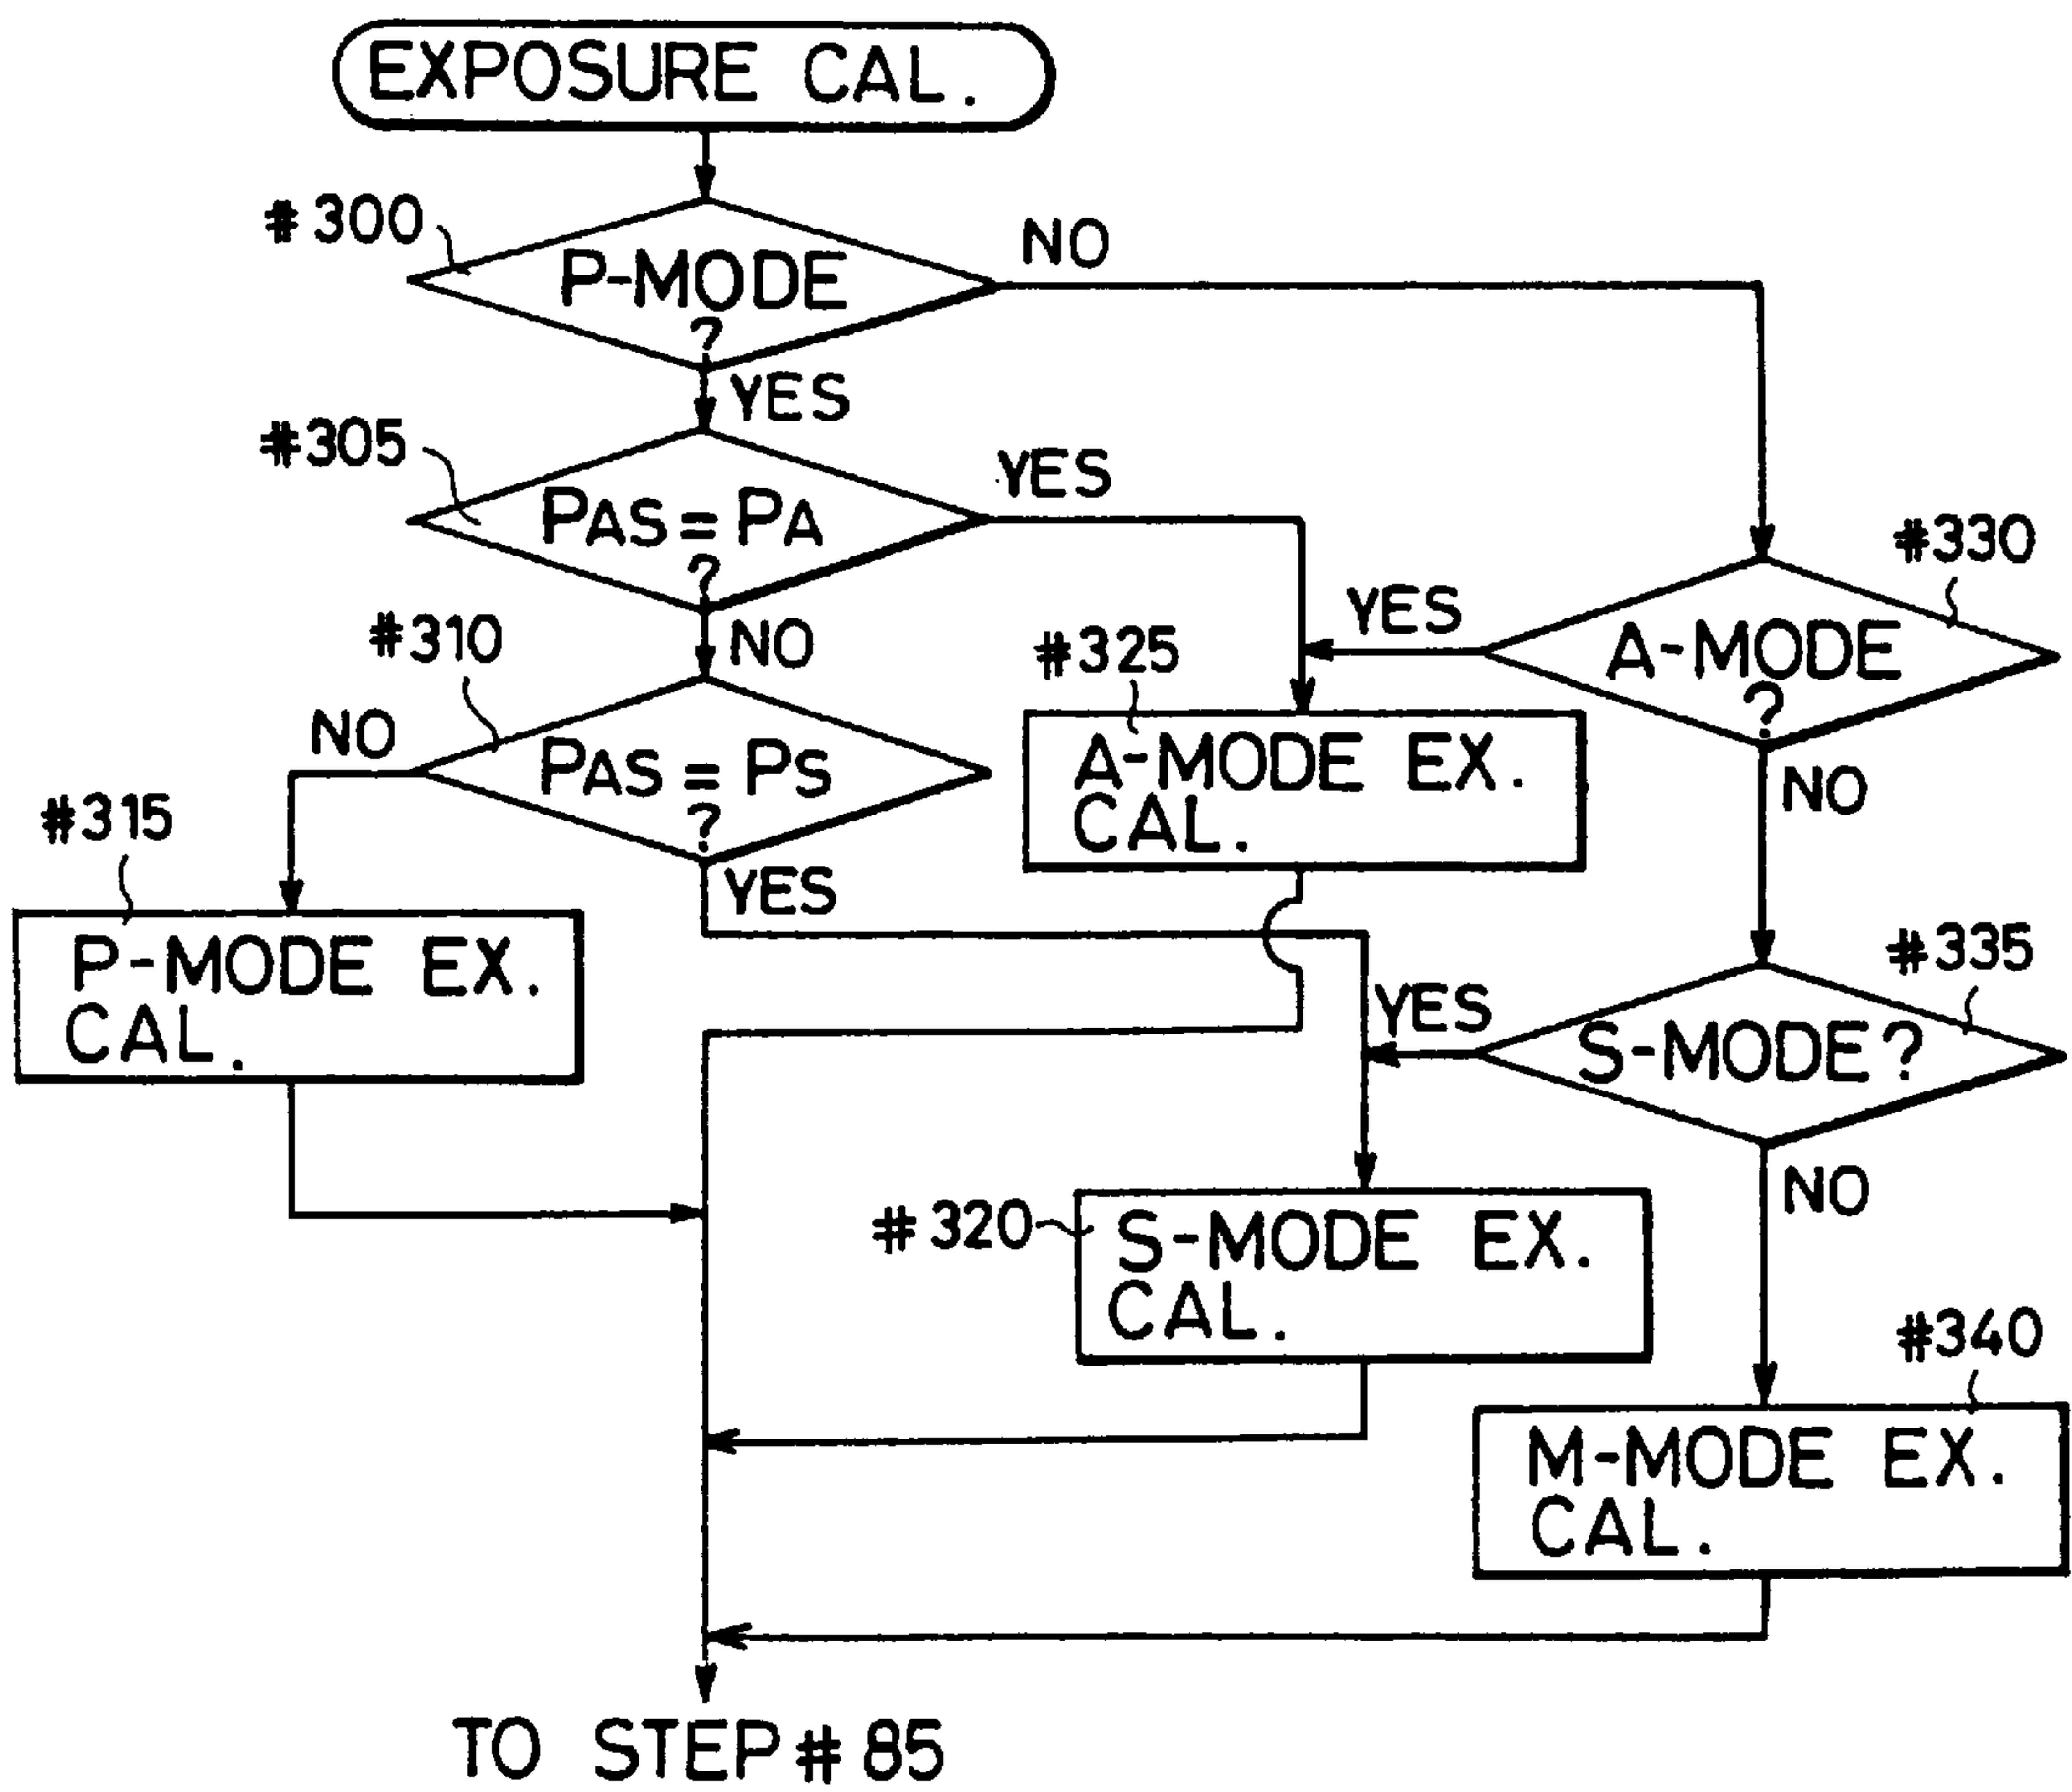 EXPOSURE CAL.
#300
P-MODE
?
NO
YES
#305
PAS=PA
?
YES
NO
#310
PAS=PS
?
NO
YES
#315
P-MODE EX.
CAL.
#325
A-MODE EX.
CAL.
#330
A-MODE
?
YES
NO
#335
S-MODE?
YES
NO
#320
S-MODE EX.
CAL.
#340
M-MODE EX.
CAL.
TO STEP #85